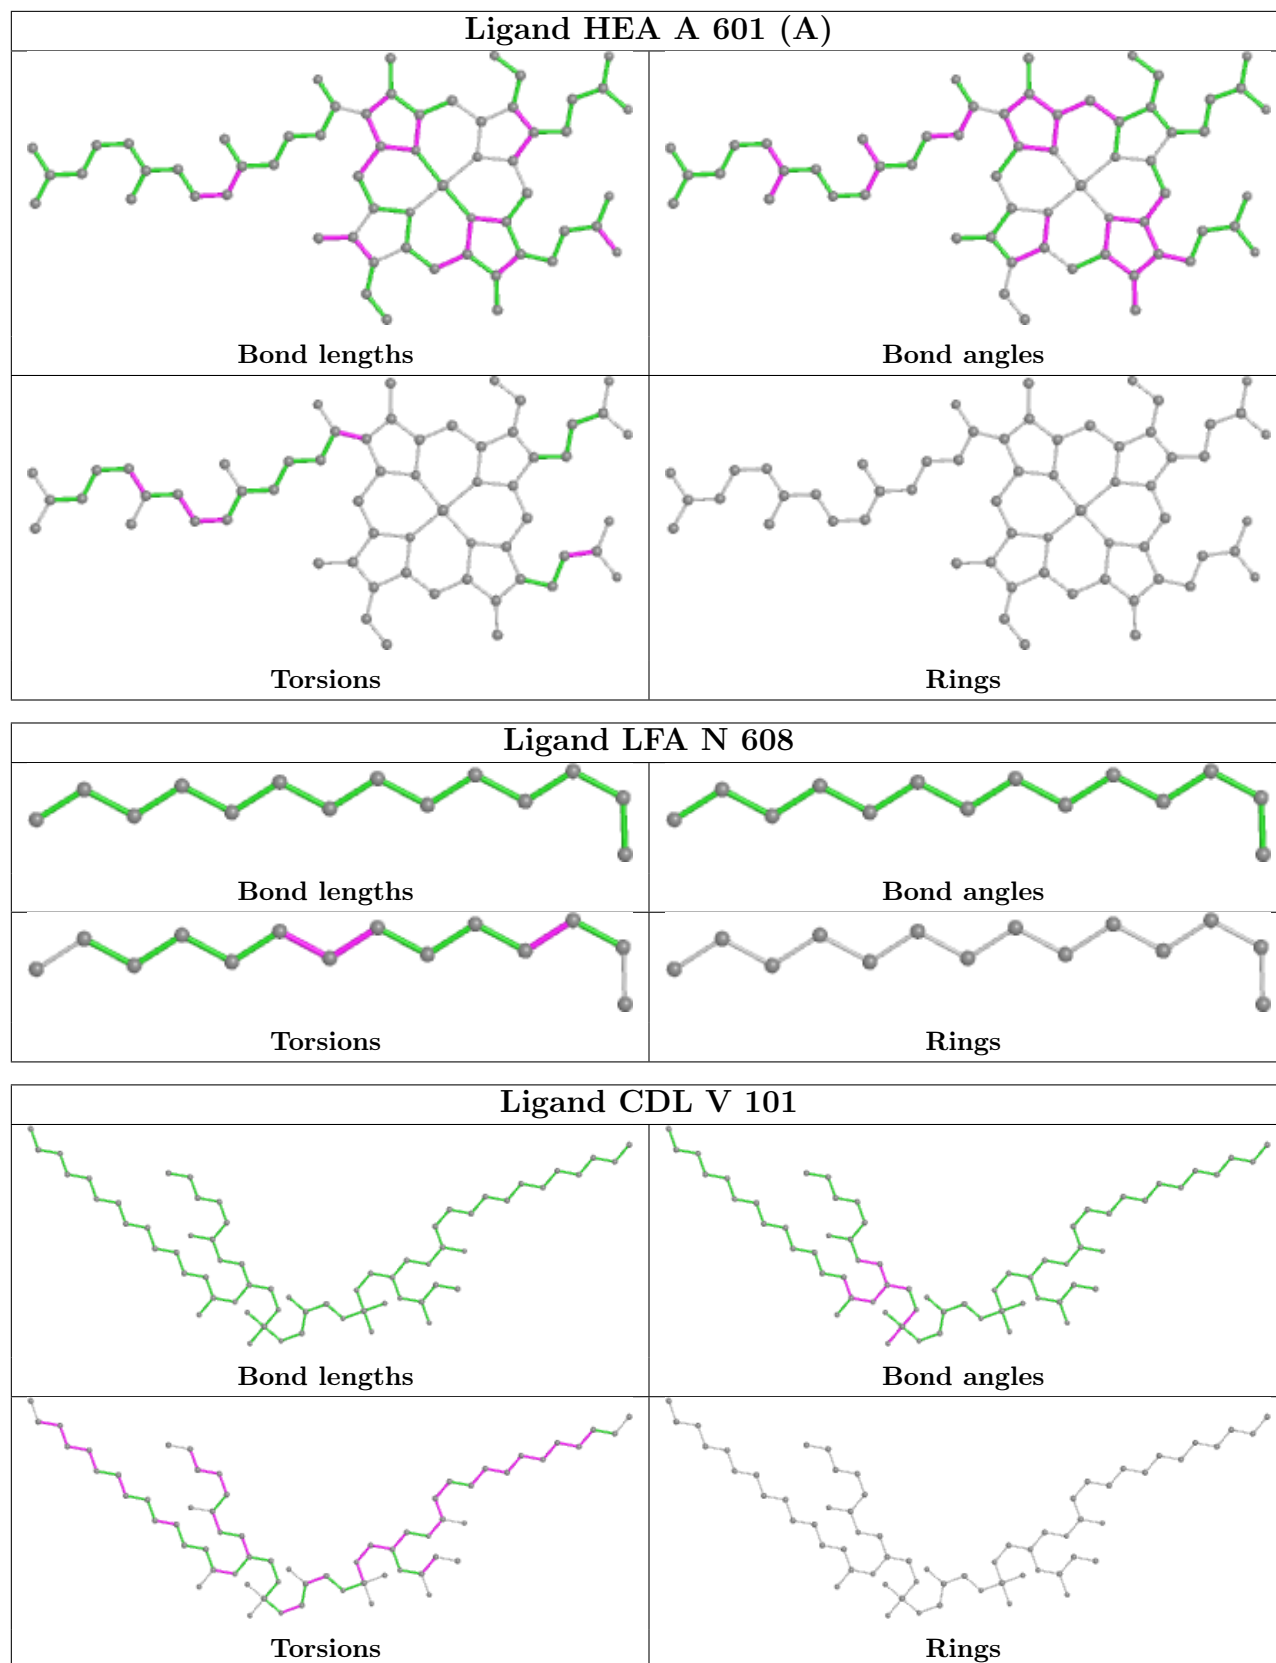 Ligand HEA A 601 (A)
Bond lengths
Bond angles
Torsions
Rings
Ligand LFA N 608
Bond lengths
Bond angles
Torsions
Rings
Ligand CDL V 101
Bond lengths
Bond angles
Torsions
Rings